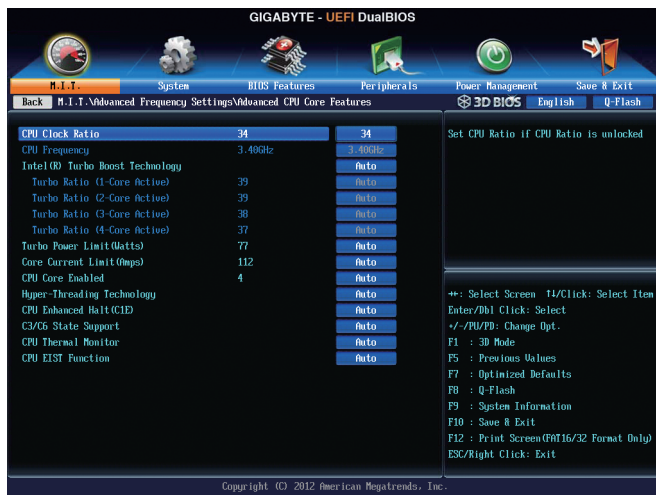 GIGABYTE - UEFI DualBIOS
M.I.T. System BIOS Features Peripherals Power Management Save & Exit
Back M.I.T.\Advanced Frequency Settings\Advanced CPU Core Features 3D BIOS English Q-Flash
CPU Clock Ratio 34 34
CPU Frequency 3.40GHz 3.40GHz
Intel(R) Turbo Boost Technology Auto
Turbo Ratio (1-Core Active) 39 Auto
Turbo Ratio (2-Core Active) 39 Auto
Turbo Ratio (3-Core Active) 38 Auto
Turbo Ratio (4-Core Active) 37 Auto
Turbo Power Limit(Watts) 77 Auto
Core Current Limit(Amps) 112 Auto
CPU Core Enabled 4 Auto
Hyper-Threading Technology Auto
CPU Enhanced Halt(C1E) Auto
C3/C6 State Support Auto
CPU Thermal Monitor Auto
CPU EIST Function Auto
Set CPU Ratio if CPU Ratio is unlocked
↔: Select Screen ↑↓/Click: Select Item
Enter/Dbl Click: Select
+/-/PU/PD: Change Opt.
F1 : 3D Mode
F5 : Previous Values
F7 : Optimized Defaults
F8 : Q-Flash
F9 : System Information
F10 : Save & Exit
F12 : Print Screen(FAT16/32 Format Only)
ESC/Right Click: Exit
Copyright (C) 2012 American Megatrends, Inc.